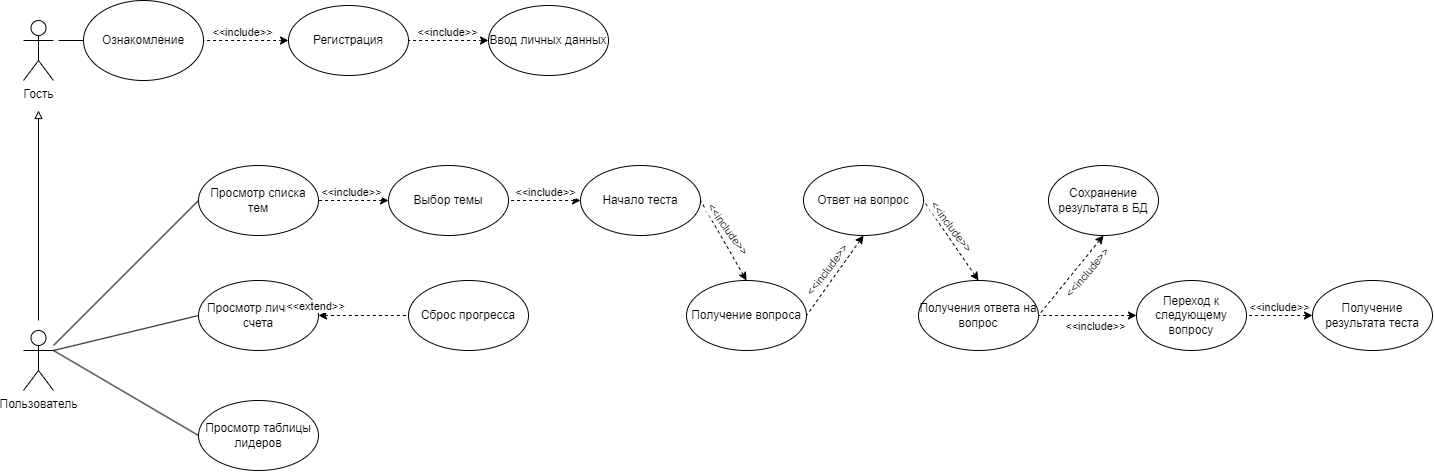 Ознакомление
<<include>>
Регистрация
<<include>>
Ввод личных данных
Гость
Просмотр списка
тем
<<include>>
Выбор темы
<<include>>
Начало теста
<<include>>
Получение вопроса
<<include>>
Ответ на вопрос
<<include>>
Получения ответа на
вопрос
<<include>>
Сохранение
результата в БД
<<include>>
Переход к
следующему
вопросу
<<include>>
Получение
результата теста
Просмотр
счета
<<extend>>
Сброс прогресса
Пользователь
Просмотр таблицы
лидеров